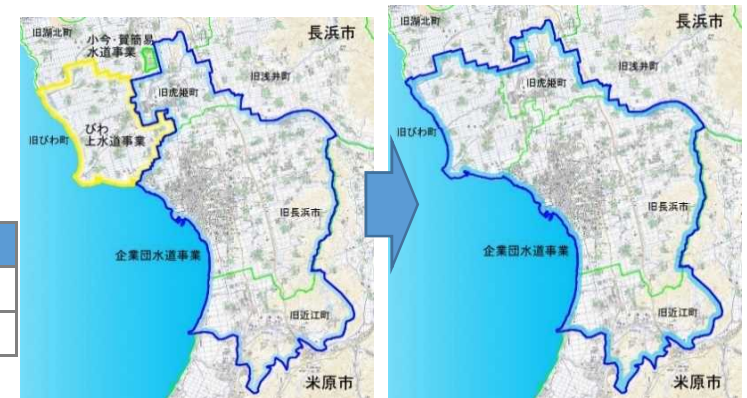 旧湖北町
小今・賀簡易
水道事業
長浜市
旧浅井町
旧虎姫町
びわ
上水道事業
旧びわ町
旧長浜市
企業団水道事業
旧近江町
米原市
旧湖北町
長浜市
旧浅井町
旧虎姫町
旧びわ町
旧長浜市
企業団水道事業
旧近江町
米原市